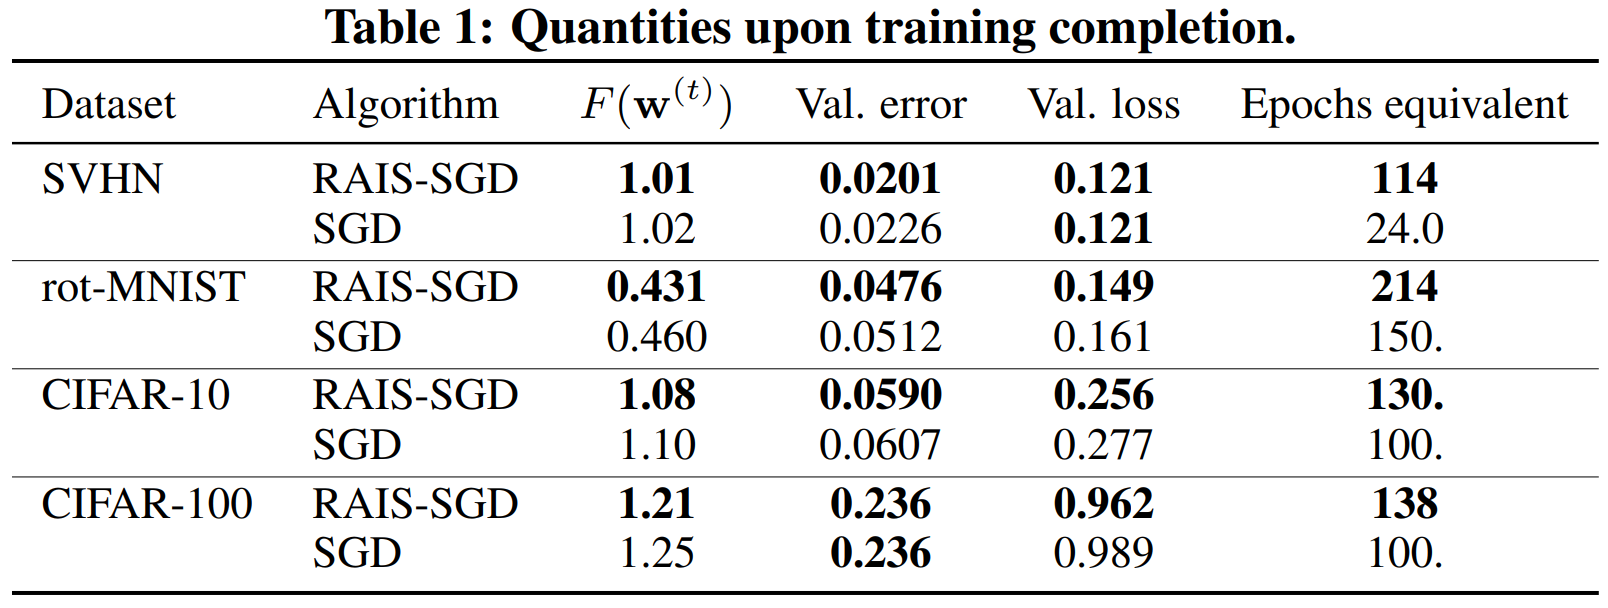 Table 1: Quantities upon training completion.
Dataset Algorithm F(w^(t)) Val. error Val. loss Epochs equivalent
SVHN RAIS-SGD 1.01 0.0201 0.121 114
SGD 1.02 0.0226 0.121 24.0
rot-MNIST RAIS-SGD 0.431 0.0476 0.149 214
SGD 0.460 0.0512 0.161 150.
CIFAR-10 RAIS-SGD 1.08 0.0590 0.256 130.
SGD 1.10 0.0607 0.277 100.
CIFAR-100 RAIS-SGD 1.21 0.236 0.962 138
SGD 1.25 0.236 0.989 100.